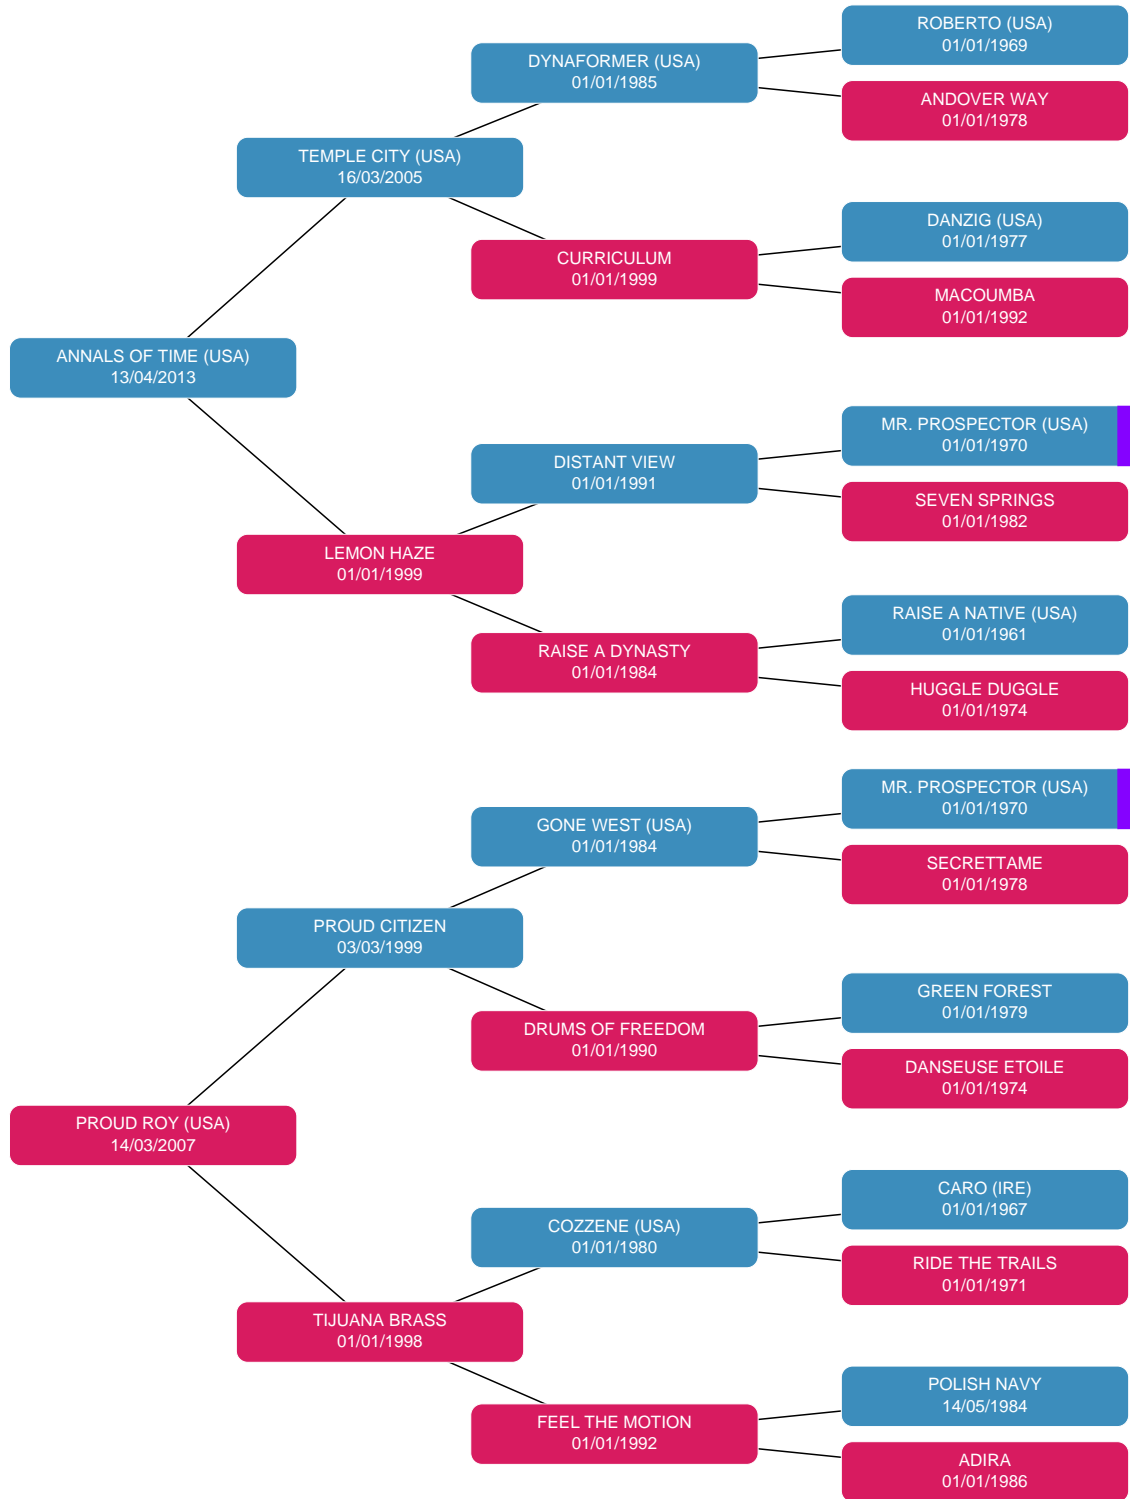 ROBERTO (USA)
01/01/1969
DYNAFORMER (USA)
01/01/1985
ANDOVER WAY
01/01/1978
TEMPLE CITY (USA)
16/03/2005
DANZIG (USA)
01/01/1977
CURRICULUM
01/01/1999
MACOUMBA
01/01/1992
ANNALS OF TIME (USA)
13/04/2013
MR. PROSPECTOR (USA)
01/01/1970
DISTANT VIEW
01/01/1991
SEVEN SPRINGS
01/01/1982
LEMON HAZE
01/01/1999
RAISE A NATIVE (USA)
01/01/1961
RAISE A DYNASTY
01/01/1984
HUGGLE DUGGLE
01/01/1974
MR. PROSPECTOR (USA)
01/01/1970
GONE WEST (USA)
01/01/1984
SECRETTAME
01/01/1978
PROUD CITIZEN
03/03/1999
GREEN FOREST
01/01/1979
DRUMS OF FREEDOM
01/01/1990
DANSEUSE ETOILE
01/01/1974
PROUD ROY (USA)
14/03/2007
CARO (IRE)
01/01/1967
COZZENE (USA)
01/01/1980
RIDE THE TRAILS
01/01/1971
TIJUANA BRASS
01/01/1998
POLISH NAVY
14/05/1984
FEEL THE MOTION
01/01/1992
ADIRA
01/01/1986